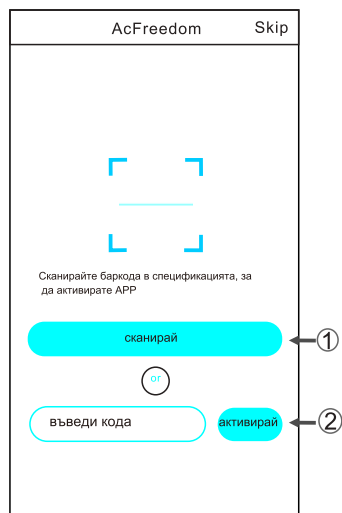 AcFreedom Skip
Сканирайте баркода в спецификацията, за
да активирате APP
сканирай
①
or
въведи кода
активирай
②